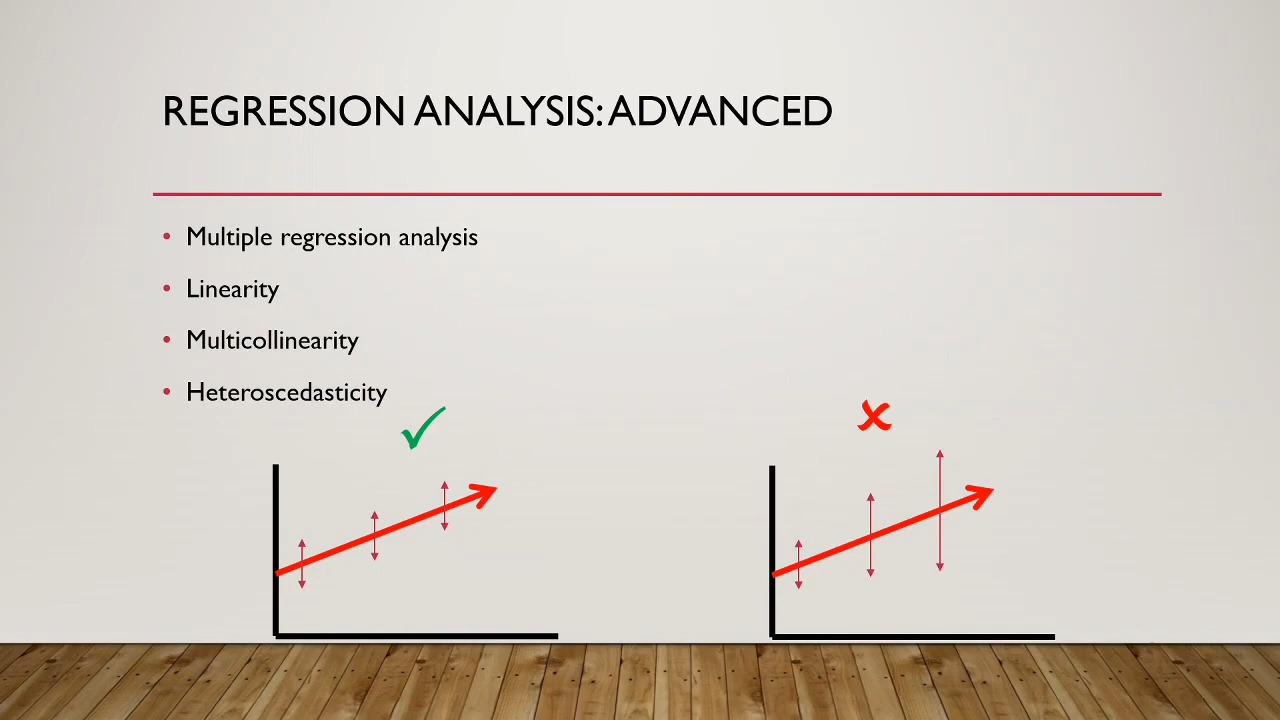 REGRESSION ANALYSIS: ADVANCED
• Multiple regression analysis
• Linearity
• Multicollinearity
• Heteroscedasticity